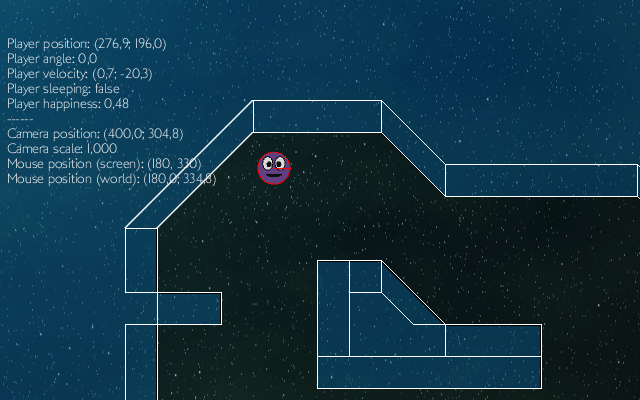 Player position: (276,9; 196,0)
Player angle: 0,0
Player velocity: (0,7; -20,3)
Player sleeping: false
Player happiness: 0,48
------
Camera position: (400,0; 304,8)
Camera scale: 1,000
Mouse position (screen): (180, 330)
Mouse position (world): (180,0; 334,8)